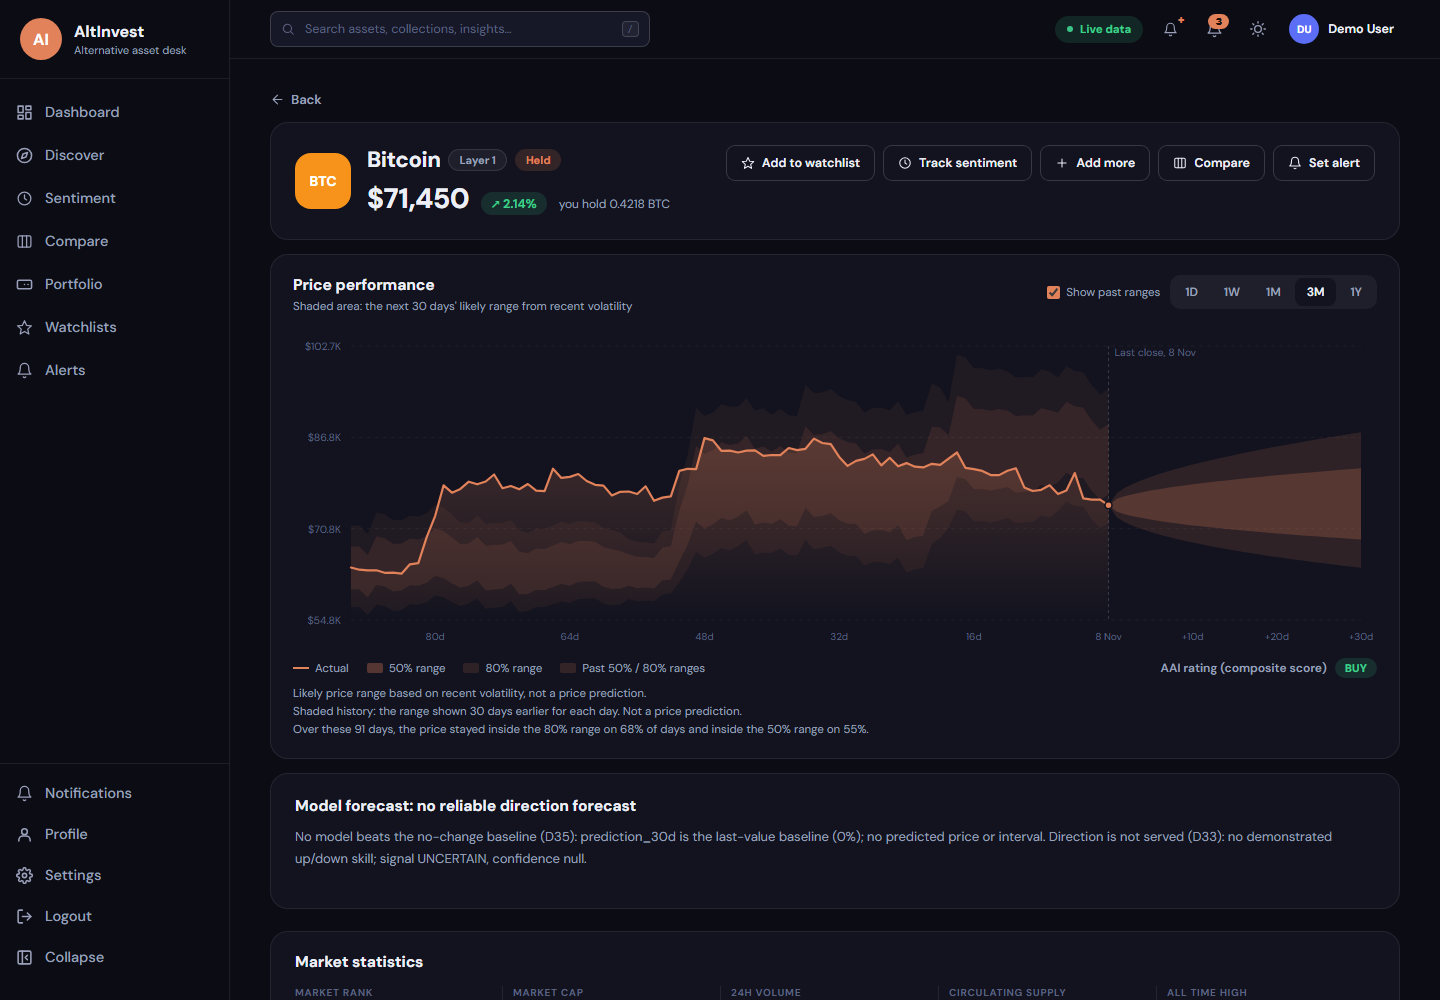 AI
AltInvest
Alternative asset desk
Dashboard
Discover
Sentiment
Compare
Portfolio
Watchlists
Alerts
Notifications
Profile
Settings
Logout
Collapse
Search assets, collections, insights…
/
Live data
3
DU
Demo User
Back
BTC
Bitcoin
Layer 1
Held
$71,450
↗ 2.14%
you hold 0.4218 BTC
Add to watchlist
Track sentiment
Add more
Compare
Set alert
Price performance
Shaded area: the next 30 days' likely range from recent volatility
Show past ranges
1D
1W
1M
3M
1Y
$102.7K
$86.8K
$70.8K
$54.8K
Last close, 8 Nov
80d
64d
48d
32d
16d
8 Nov
+10d
+20d
+30d
Actual
50% range
80% range
Past 50% / 80% ranges
AAI rating (composite score)
BUY
Likely price range based on recent volatility, not a price prediction.
Shaded history: the range shown 30 days earlier for each day. Not a price prediction.
Over these 91 days, the price stayed inside the 80% range on 68% of days and inside the 50% range on 55%.
Model forecast: no reliable direction forecast
No model beats the no-change baseline (D35): prediction_30d is the last-value baseline (0%); no predicted price or interval. Direction is not served (D33): no demonstrated
up/down skill; signal UNCERTAIN, confidence null.
Market statistics
MARKET RANK
MARKET CAP
24H VOLUME
CIRCULATING SUPPLY
ALL TIME HIGH